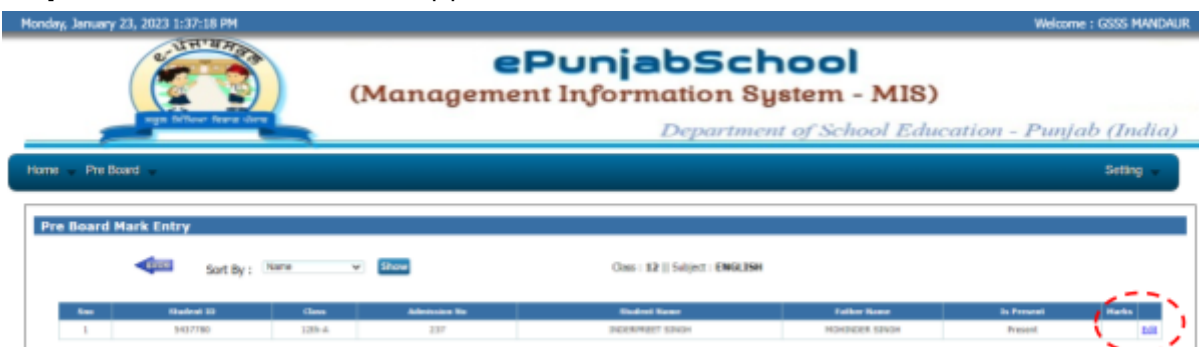 Monday, January 23, 2023 1:37:18 PM
Welcome : GSSS MANDAUR
ਈ-ਪੰਜਾਬ ਸਕੂਲ
ePunjabSchool
(Management Information System - MIS)
Department of School Education - Punjab (India)
Home Pre Board Setting
Pre Board Mark Entry
Sort By : Name Show Class : 12 || Subject : ENGLISH
Sno Student ID Class Admission No Student Name Father Name Is Present Marks
1 5437780 12th-A 237 INDERPREET SINGH MOHINDER SINGH Present Edit